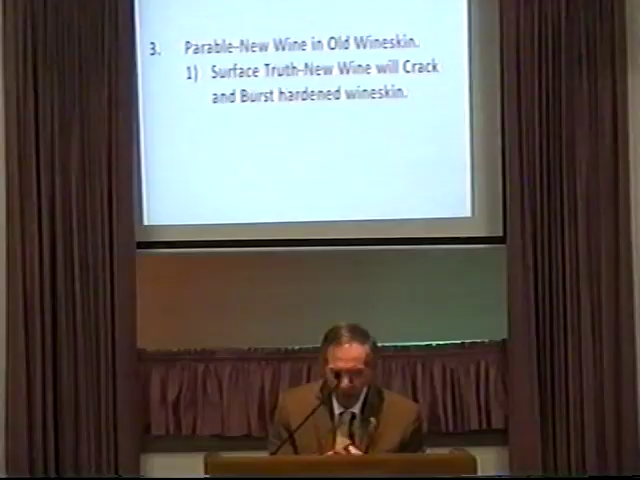 3. Parable-New Wine in Old Wineskin.
1) Surface Truth-New Wine will Crack
and Burst hardened wineskin.